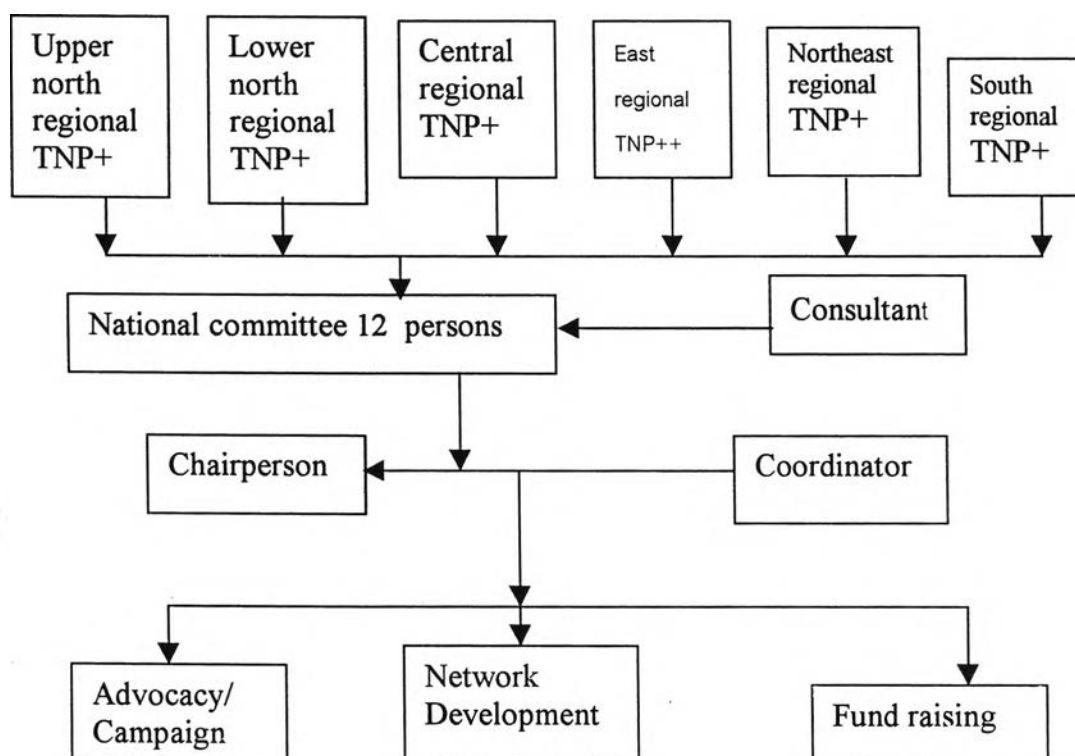 Upper
north
regional
TNP+
Lower
north
regional
TNP+
Central
regional
TNP+
East
regional
TNP++
Northeast
regional
TNP+
South
regional
TNP+
National committee 12 persons
Consultant
Chairperson
Coordinator
Advocacy/
Campaign
Network
Development
Fund raising